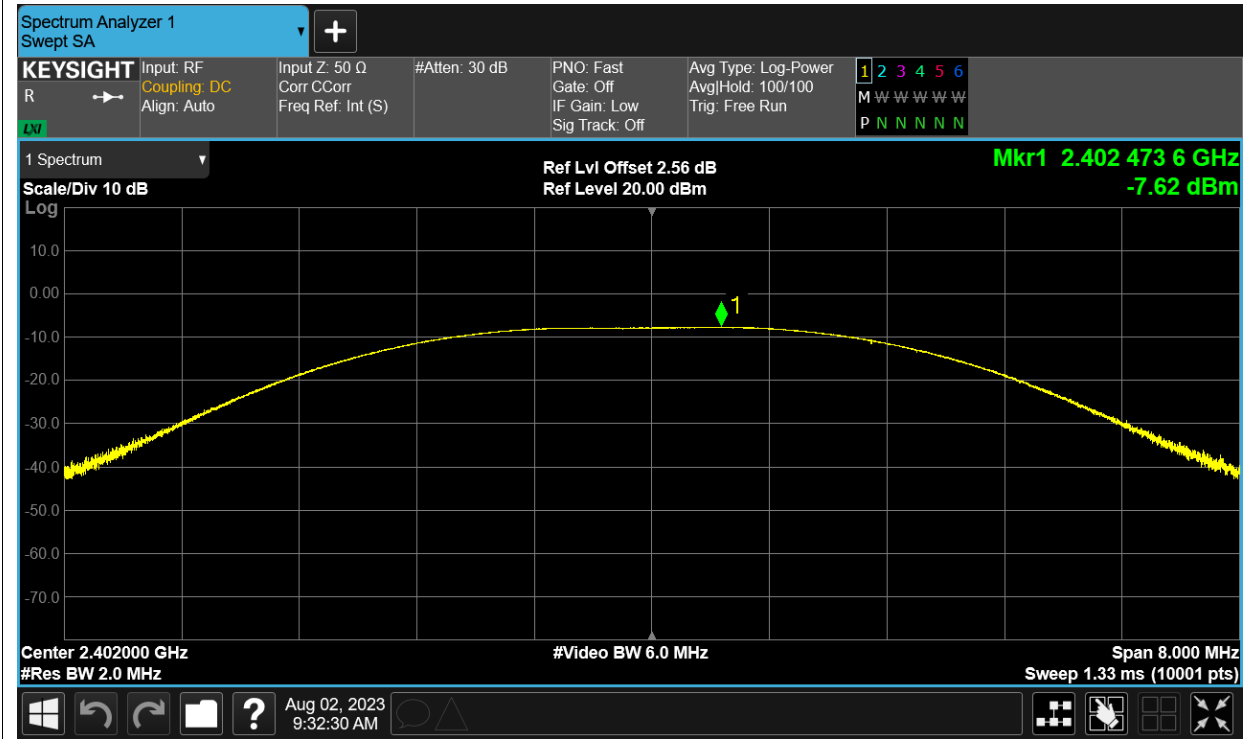 Spectrum Analyzer 1
Swept SA
KEYSIGHT
R
LXI
Input: RF
Coupling: DC
Align: Auto
Input Z: 50 Ω
Corr CCorr
Freq Ref: Int (S)
#Atten: 30 dB
PNO: Fast
Gate: Off
IF Gain: Low
Sig Track: Off
Avg Type: Log-Power
Avg|Hold: 100/100
Trig: Free Run
1 2 3 4 5 6
M W W W W W
P N N N N N
1 Spectrum
Scale/Div 10 dB
Ref Lvl Offset 2.56 dB
Ref Level 20.00 dBm
Mkr1 2.402 473 6 GHz
-7.62 dBm
Log
10.0
0.00
1
-10.0
-20.0
-30.0
-40.0
-50.0
-60.0
-70.0
Center 2.402000 GHz
#Video BW 6.0 MHz
Span 8.000 MHz
#Res BW 2.0 MHz
Sweep 1.33 ms (10001 pts)
?
Aug 02, 2023
9:32:30 AM